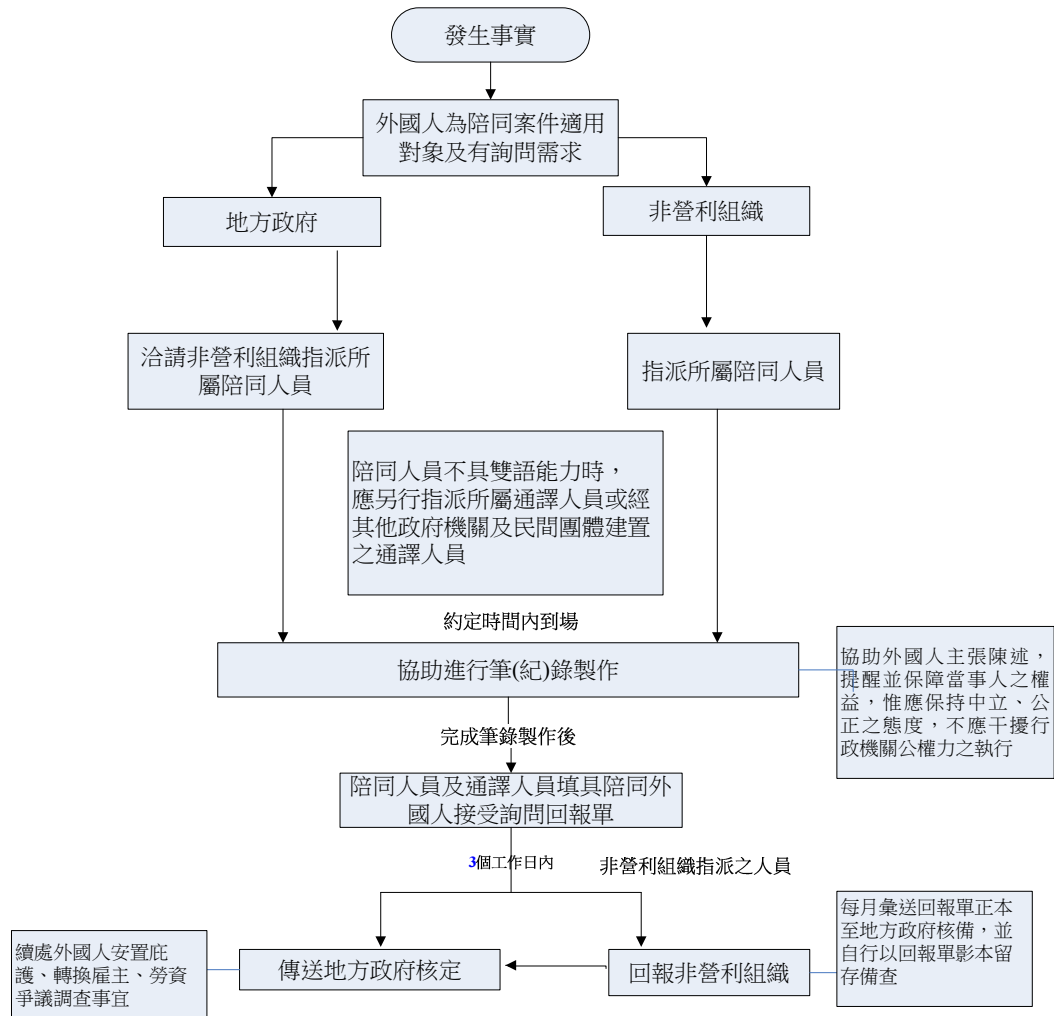 發生事實
外國人為陪同案件適用
對象及有詢問需求
地方政府
非營利組織
洽請非營利組織指派所
屬陪同人員
指派所屬陪同人員
陪同人員不具雙語能力時，
應另行指派所屬通譯人員或經
其他政府機關及民間團體建置
之通譯人員
約定時間內到場
協助進行筆(紀)錄製作
協助外國人主張陳述，
提醒並保障當事人之權
益，惟應保持中立、公
正之態度，不應干擾行
政機關公權力之執行
完成筆錄製作後
陪同人員及通譯人員填具陪同外
國人接受詢問回報單
3個工作日內
非營利組織指派之人員
續處外國人安置庇
護、轉換雇主、勞資
爭議調查事宜
傳送地方政府核定
回報非營利組織
每月彙送回報單正本
至地方政府核備，並
自行以回報單影本留
存備查